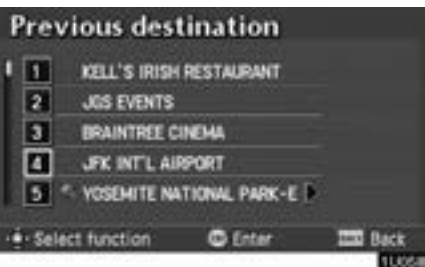 Previous destination
1 KELL'S IRISH RESTAURANT
2 JGS EVENTS
3 BRAINTREE CINEMA
4 JFK INT'L AIRPORT
5 YOSEMITE NATIONAL PARK-E
Select function Enter Back